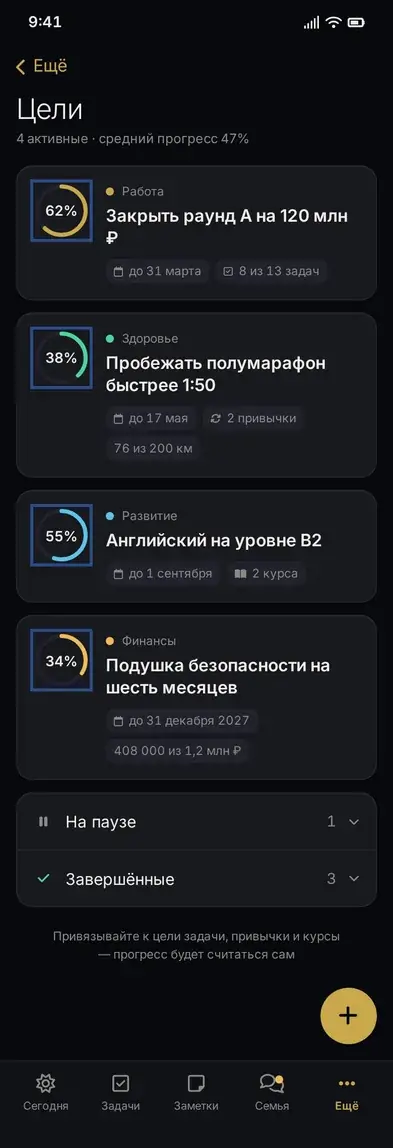 9:41
Ещё
Цели
4 активные · средний прогресс 47%
62%
Работа
Закрыть раунд А на 120 млн
₽
до 31 марта
8 из 13 задач
38%
Здоровье
Пробежать полумарафон
быстрее 1:50
до 17 мая
2 привычки
76 из 200 км
55%
Развитие
Английский на уровне B2
до 1 сентября
2 курса
34%
Финансы
Подушка безопасности на
шесть месяцев
до 31 декабря 2027
408 000 из 1,2 млн ₽
На паузе 1
Завершённые 3
Привязывайте к цели задачи, привычки и курсы
— прогресс будет считаться сам
Сегодня Задачи Заметки Семья Ещё